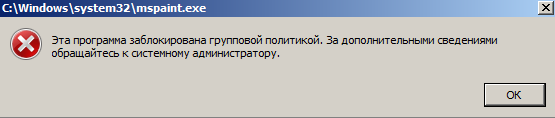 C:\Windows\system32\mspaint.exe
Эта программа заблокирована групповой политикой. За дополнительными сведениями
обращайтесь к системному администратору.
OK